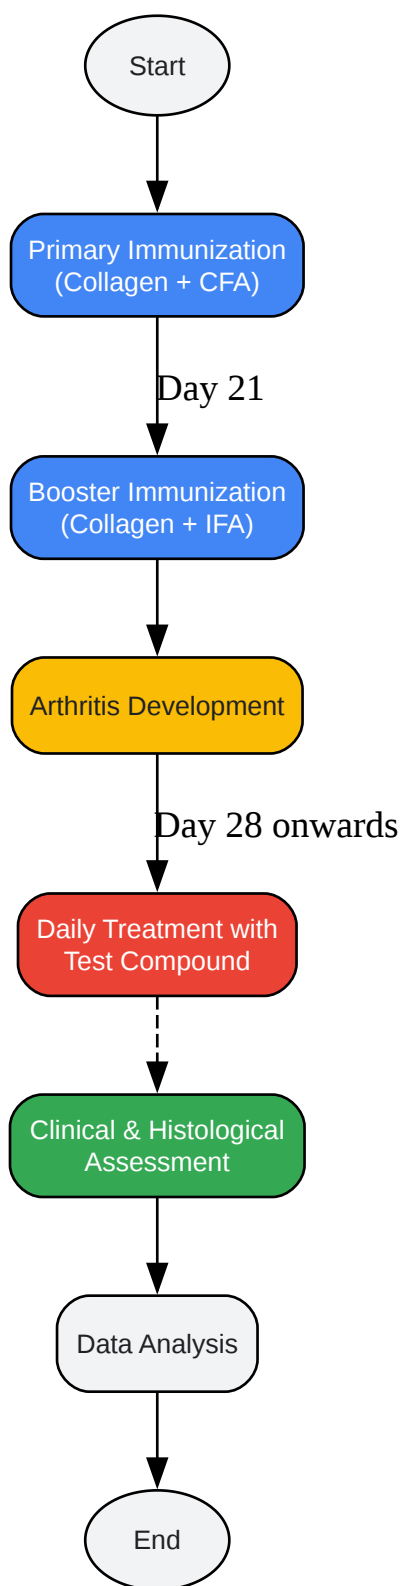 Start
Primary Immunization
(Collagen + CFA)
Day 21
Booster Immunization
(Collagen + IFA)
Arthritis Development
Day 28 onwards
Daily Treatment with
Test Compound
Clinical & Histological
Assessment
Data Analysis
End